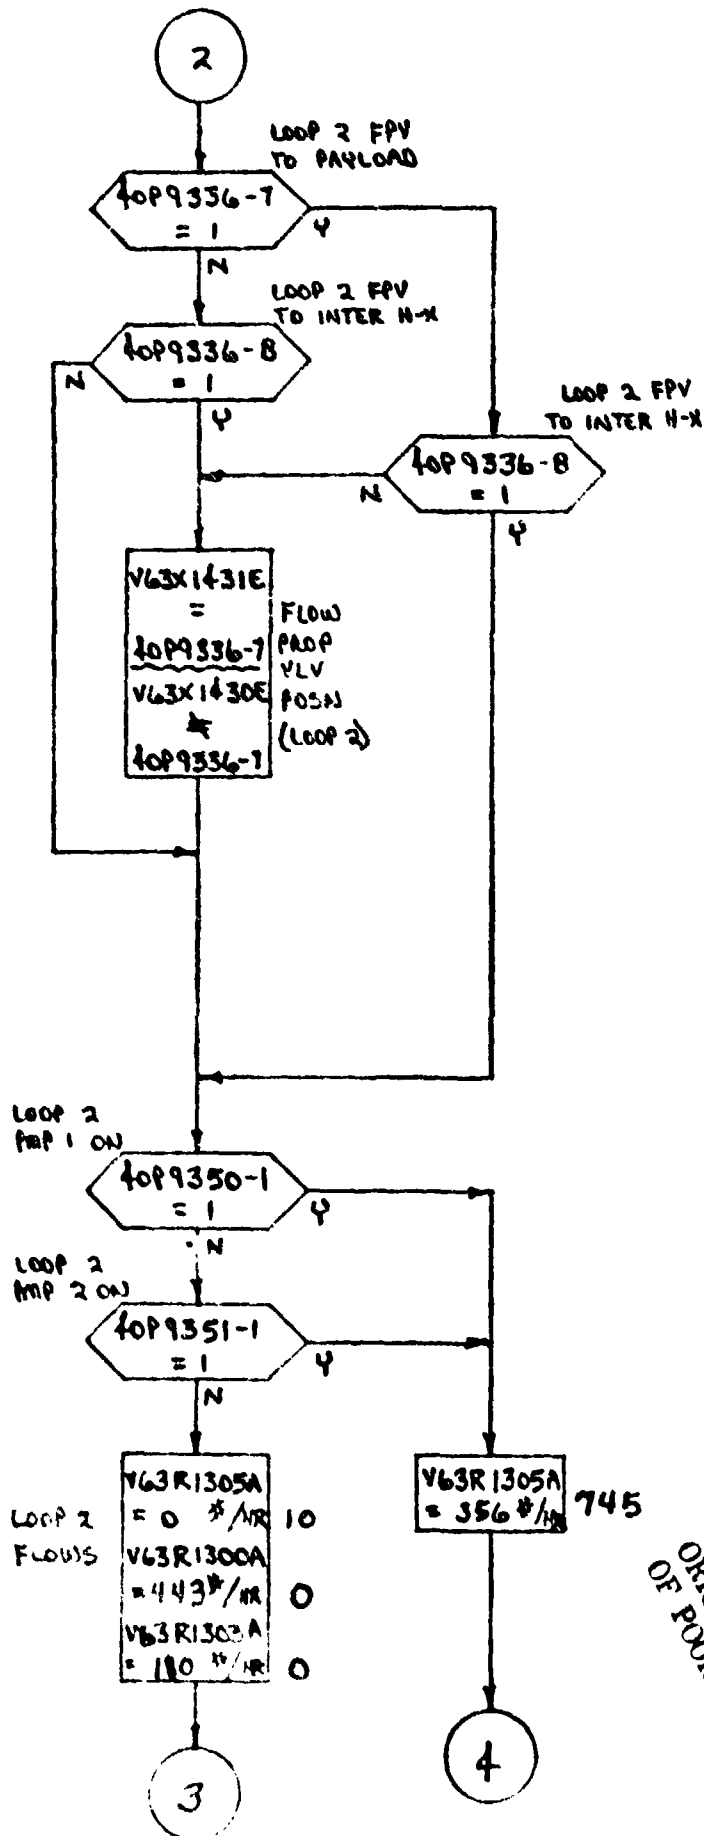 2
LOOP 2 FPV
TO PAYLOAD
40P9336-7
= 1
Y
N
LOOP 2 FPV
TO INTER H-X
40P9336-8
= 1
N
Y
LOOP 2 FPV
TO INTER H-X
40P9336-8
= 1
N
Y
V63X1431E
=
40P9336-7
V63X1430E
≠
40P9336-7
FLOW
PROP
VLV
POSN
(LOOP 2)
LOOP 2
PMP 1 ON
40P9350-1
= 1
Y
N
LOOP 2
PMP 2 ON
40P9351-1
= 1
Y
N
LOOP 2
FLOWS
V63R1305A
= 0 #/HR 10
V63R1300A
= 443#/HR 0
V63R1303A
= #/HR 0
V63R1305A
= 356 #/HR 745
3
4
OF